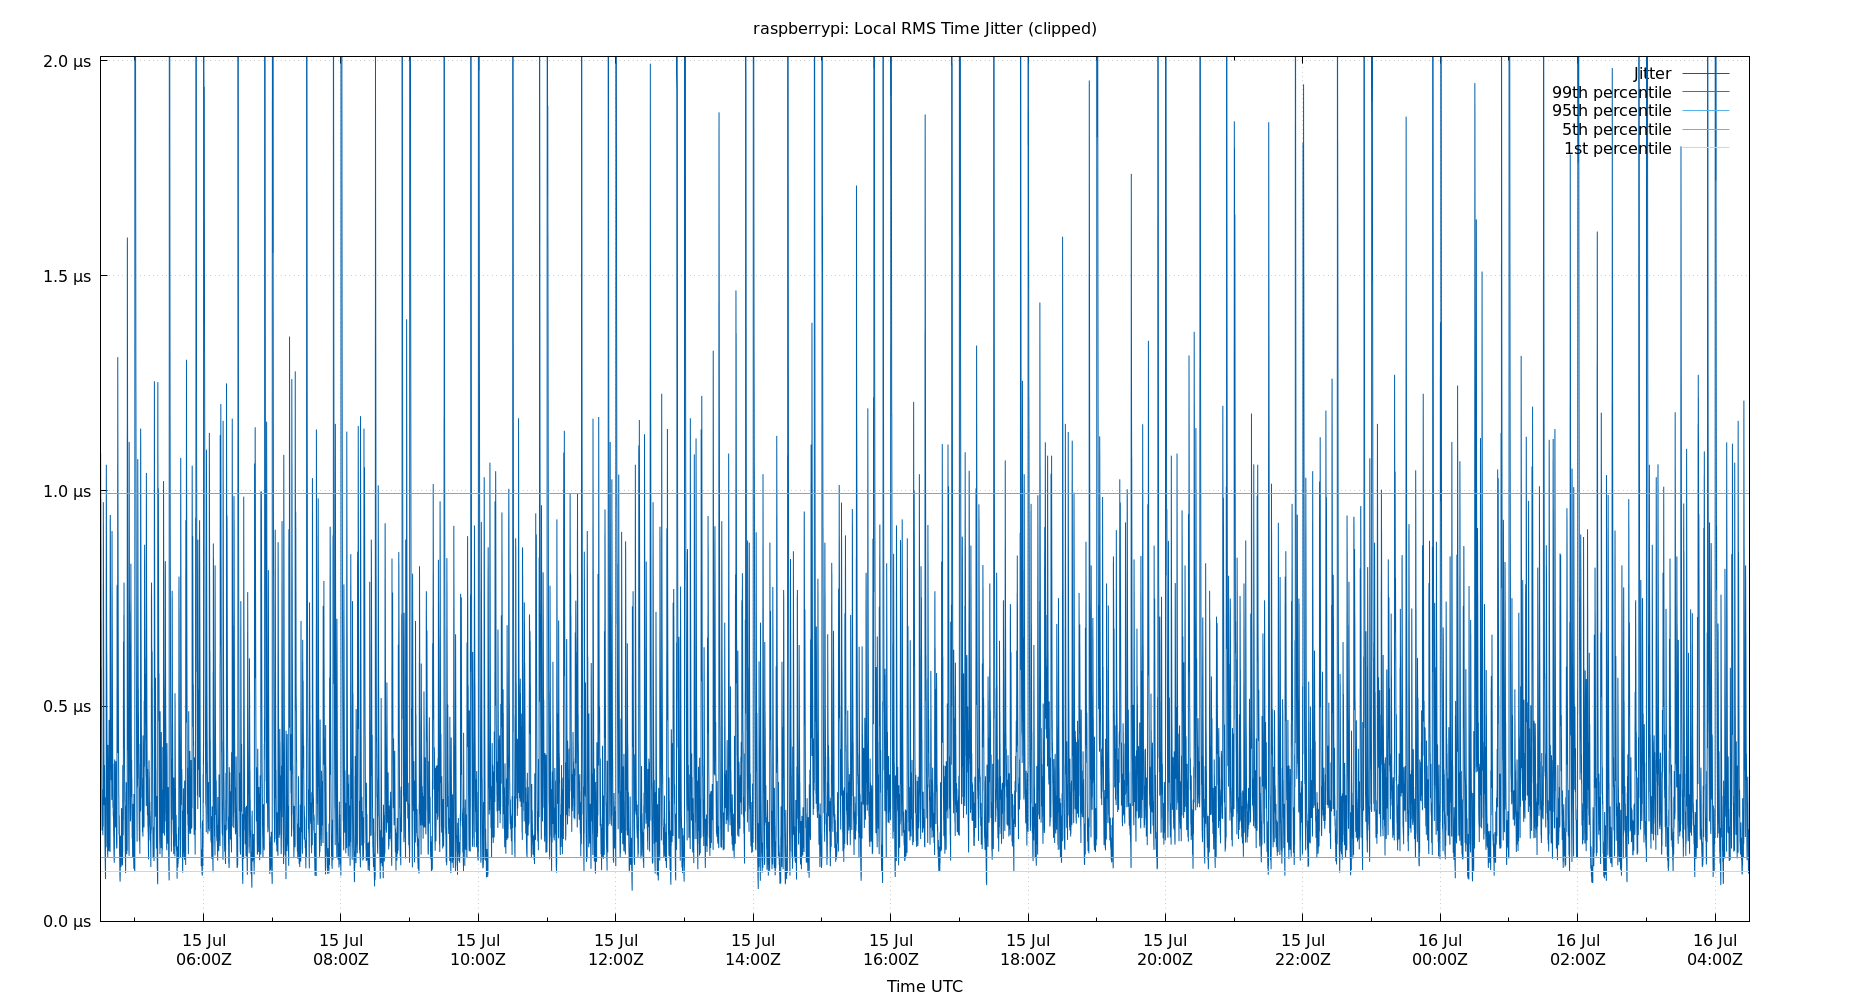 raspberrypi: Local RMS Time Jitter (clipped)
2.0 µs
1.5 µs
1.0 µs
0.5 µs
0.0 µs
Jitter
99th percentile
95th percentile
5th percentile
1st percentile
15 Jul 15 Jul 15 Jul 15 Jul 15 Jul 15 Jul 15 Jul 15 Jul 15 Jul 16 Jul 16 Jul 16 Jul
06:00Z 08:00Z 10:00Z 12:00Z 14:00Z 16:00Z 18:00Z 20:00Z 22:00Z 00:00Z 02:00Z 04:00Z
Time UTC